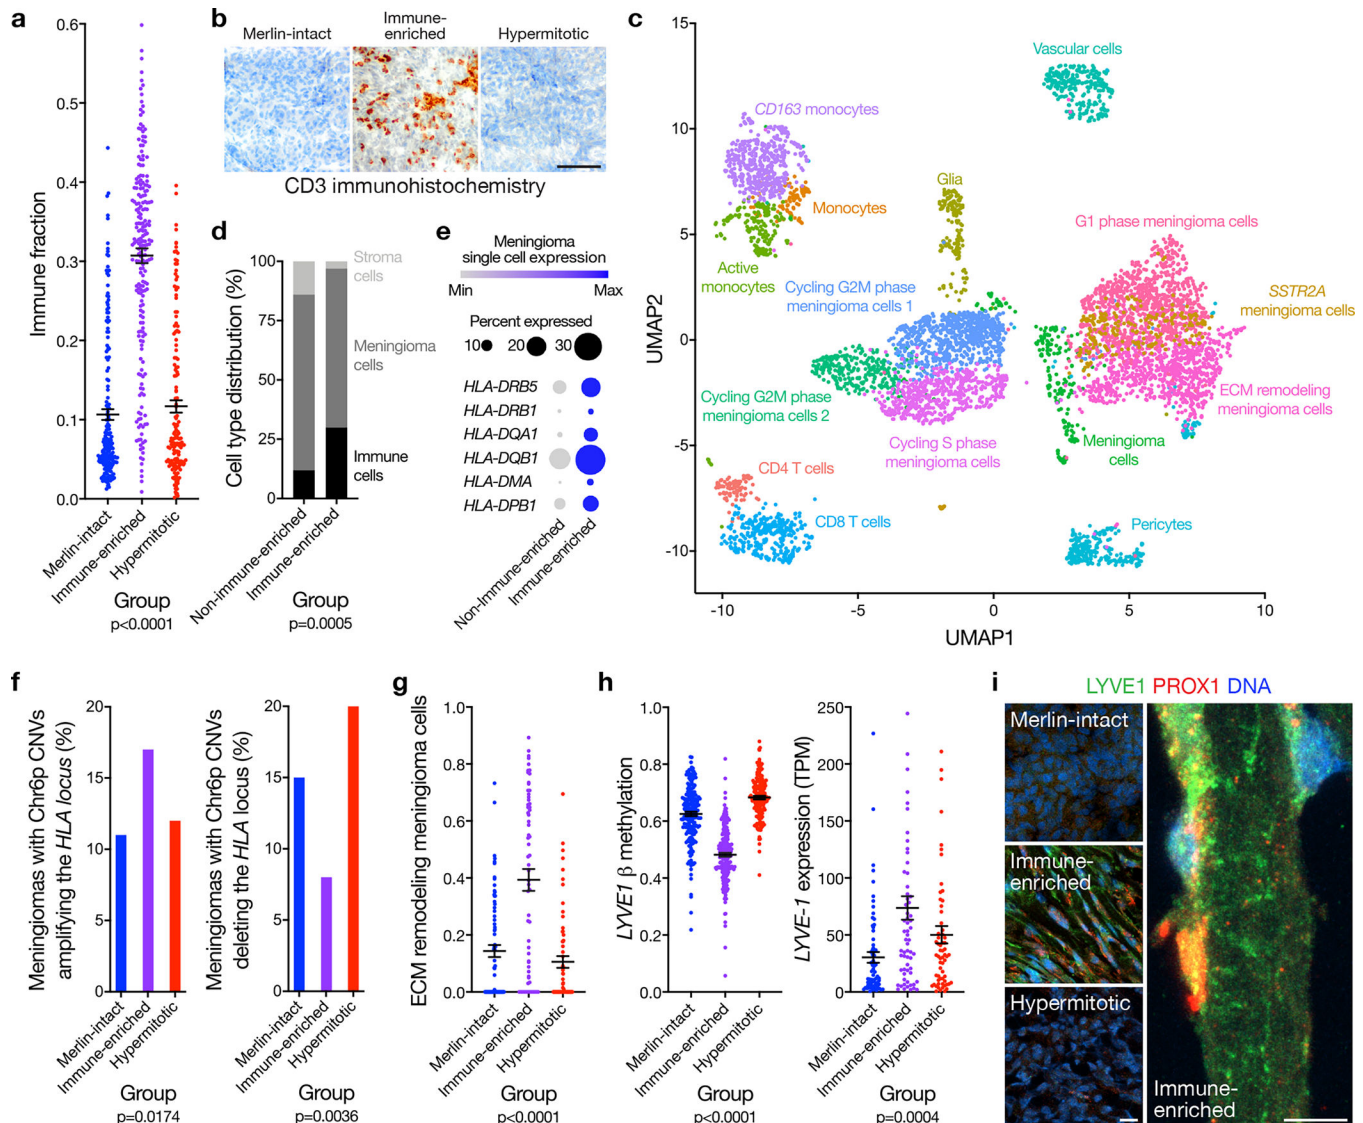 a
Immune fraction
0.6
0.5
0.4
0.3
0.2
0.1
0.0
Merlin-intact
Immune-enriched
Hypermitotic
Group
p<0.0001
b
Merlin-intact
Immune-
enriched
Hypermitotic
CD3 immunohistochemistry
c
UMAP2
15
10
5
0
-5
-10
-10
-5
0
5
10
UMAP1
Vascular cells
CD163 monocytes
Monocytes
Active
monocytes
Glia
G1 phase meningioma cells
Cycling G2M phase
meningioma cells 1
SSTR2A
meningioma cells
Cycling G2M phase
meningioma cells 2
ECM remodeling
meningioma cells
Cycling S phase
meningioma cells
Meningioma
cells
CD4 T cells
CD8 T cells
Pericytes
d
Cell type distribution (%)
100
75
50
25
0
Stroma
cells
Meningioma
cells
Immune
cells
Non-immune-enriched
Immune-enriched
Group
p=0.0005
e
Meningioma
single cell expression
Min
Max
Percent expressed
10
20
30
HLA-DRB5
HLA-DRB1
HLA-DQA1
HLA-DQB1
HLA-DMA
HLA-DPB1
Non-Immune-enriched
Immune-enriched
f
Meningiomas with Chr6p CNVs
amplifying the HLA locus (%)
20
15
10
5
0
Merlin-intact
Immune-enriched
Hypermitotic
Group
p=0.0174
Meningiomas with Chr6p CNVs
deleting the HLA locus (%)
20
15
10
5
0
Merlin-intact
Immune-enriched
Hypermitotic
Group
p=0.0036
g
ECM remodeling meningioma cells
1.0
0.8
0.6
0.4
0.2
0.0
Merlin-intact
Immune-enriched
Hypermitotic
Group
p<0.0001
h
LYVE1 β methylation
1.0
0.8
0.6
0.4
0.2
0.0
Merlin-intact
Immune-enriched
Hypermitotic
Group
p<0.0001
LYVE-1 expression (TPM)
250
200
150
100
50
0
Merlin-intact
Immune-enriched
Hypermitotic
Group
p=0.0004
i
LYVE1 PROX1 DNA
Merlin-intact
Immune-
enriched
Hypermitotic
Immune-
enriched